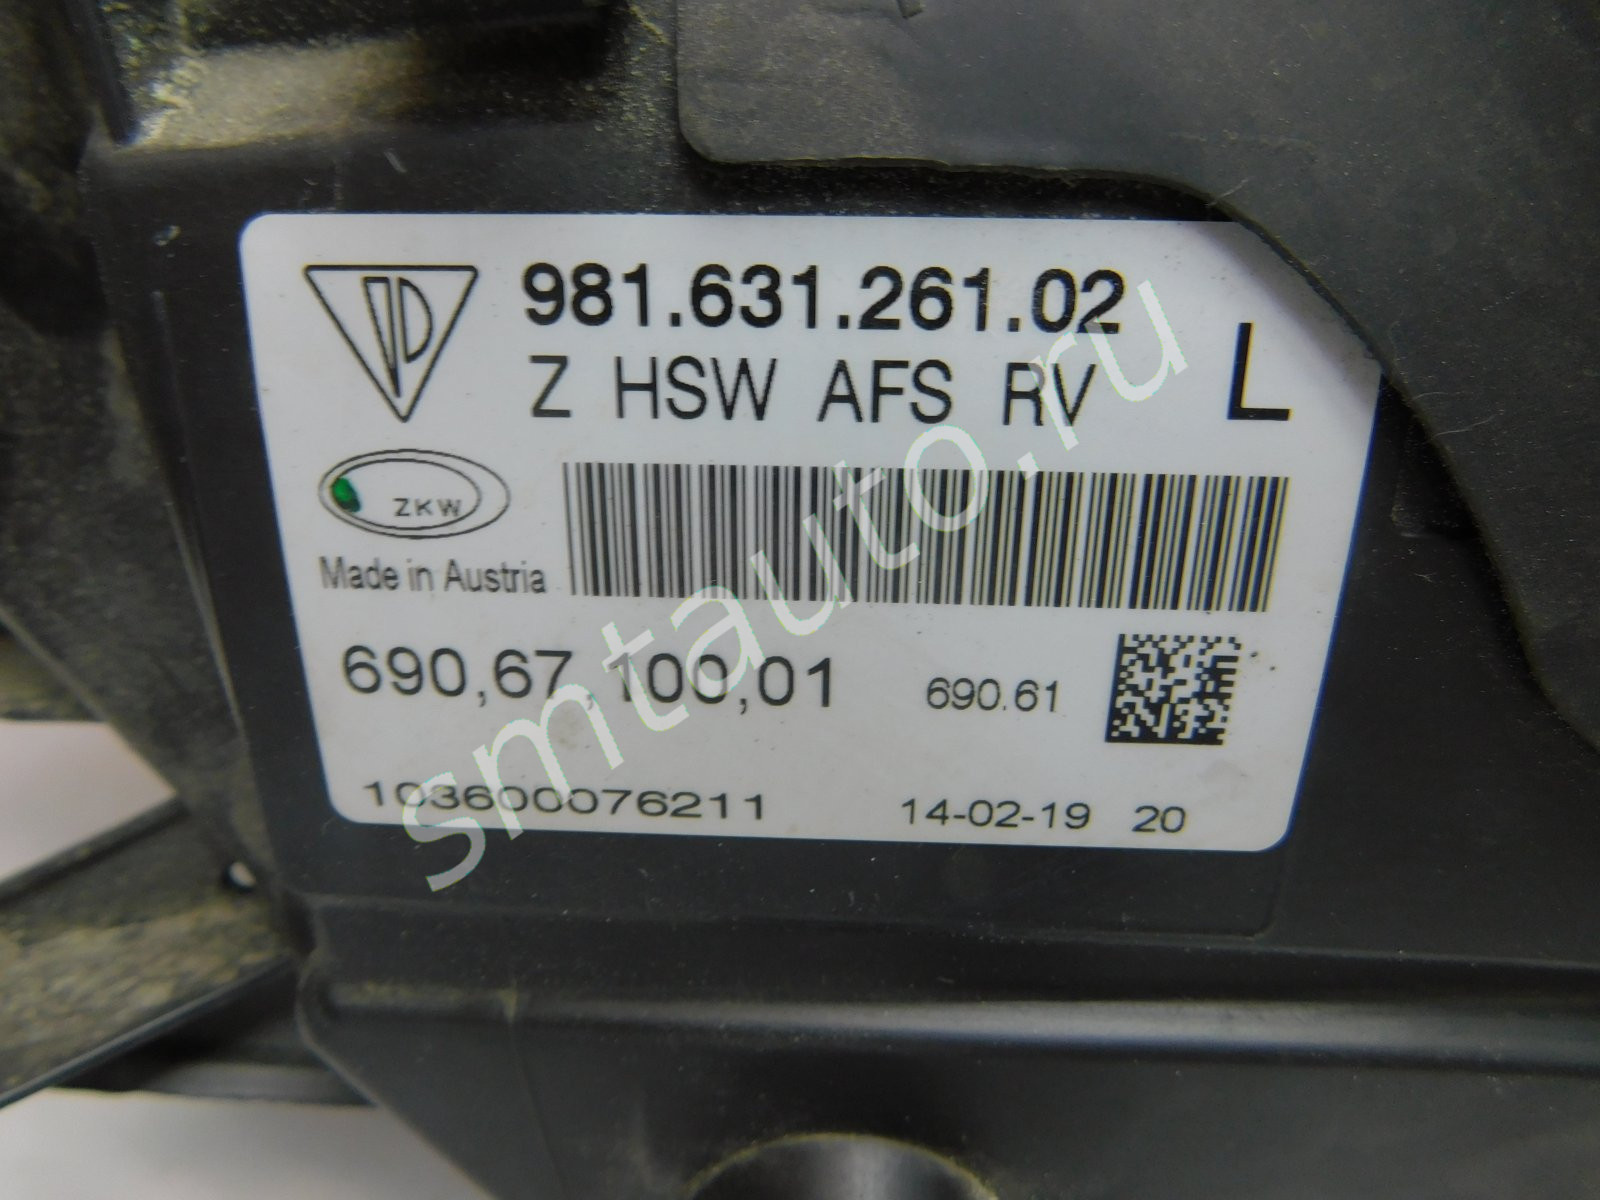 981.631.261.02
Z HSW AFS RV L
ZKW
Made in Austria
690,67,100,01 690.61
103600076211 14-02-19 20
smtauto.ru